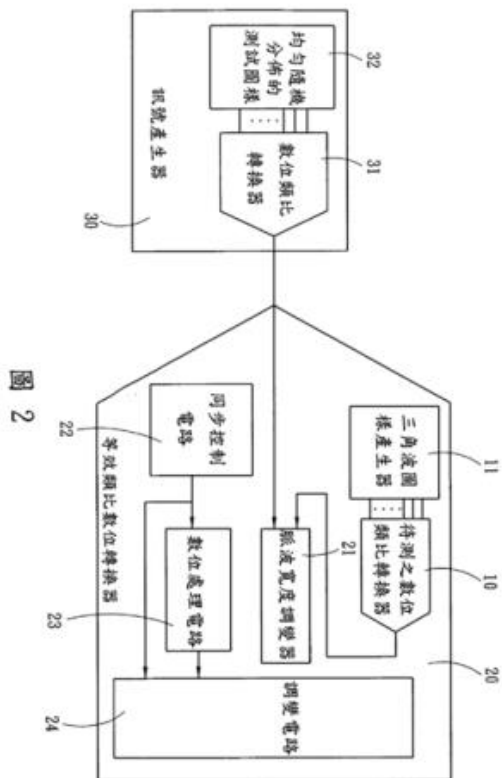 32
均勻隨機
分佈的
測試圖樣
31
數位類比
轉換器
訊號產生器
30
11
三角波圖
樣產生器
10
待測之數位
類比轉換器
20
21
脈波寬度調變器
22
同步控制
電路
數位處理電路
23
等效類比數位轉換器
調變電路
24
圖 2